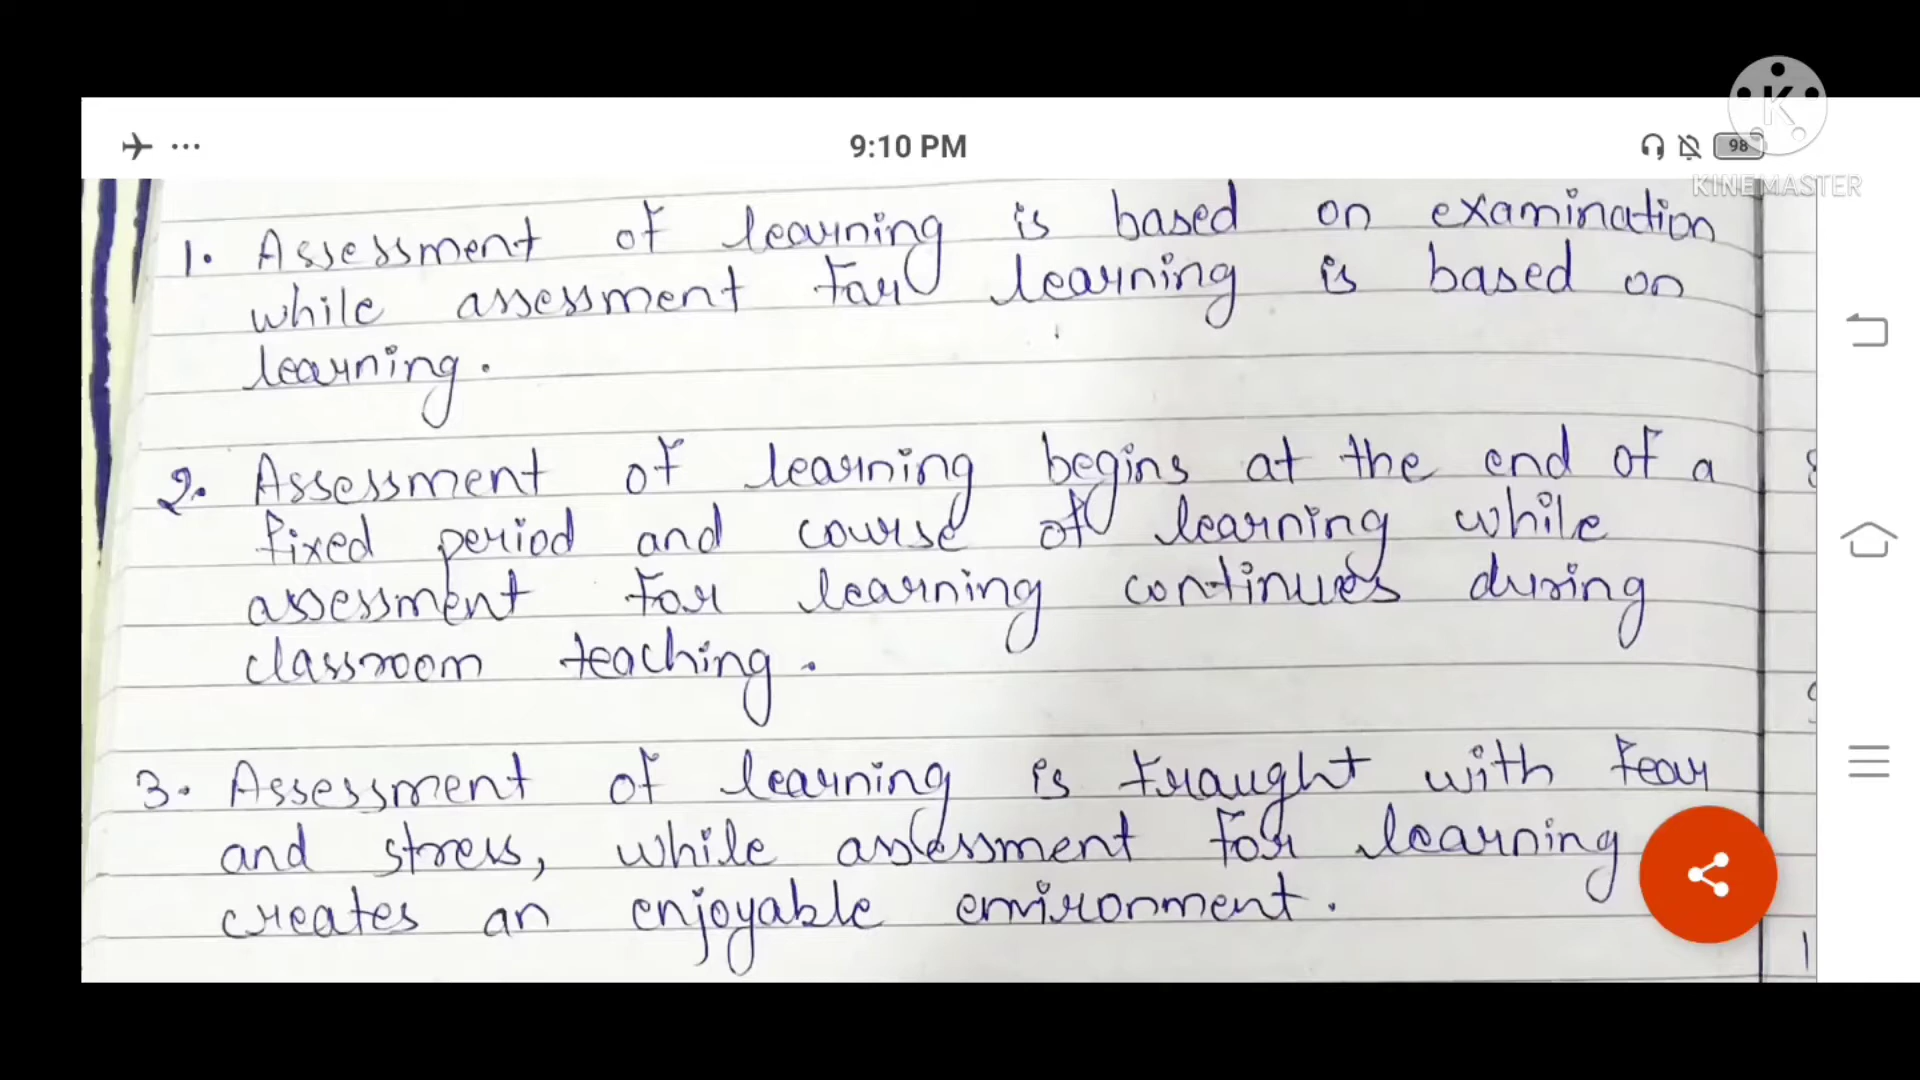 9:10 PM
98
KINEMASTER
1. Assessment of learning is based on examination
while assessment for learning is based on
learning.
2. Assessment of learning begins at the end of a
fixed period and course of learning while
assessment for learning continues during
classroom teaching.
3. Assessment of learning is fraught with fear
and stress, while assessment for learning
creates an enjoyable environment.